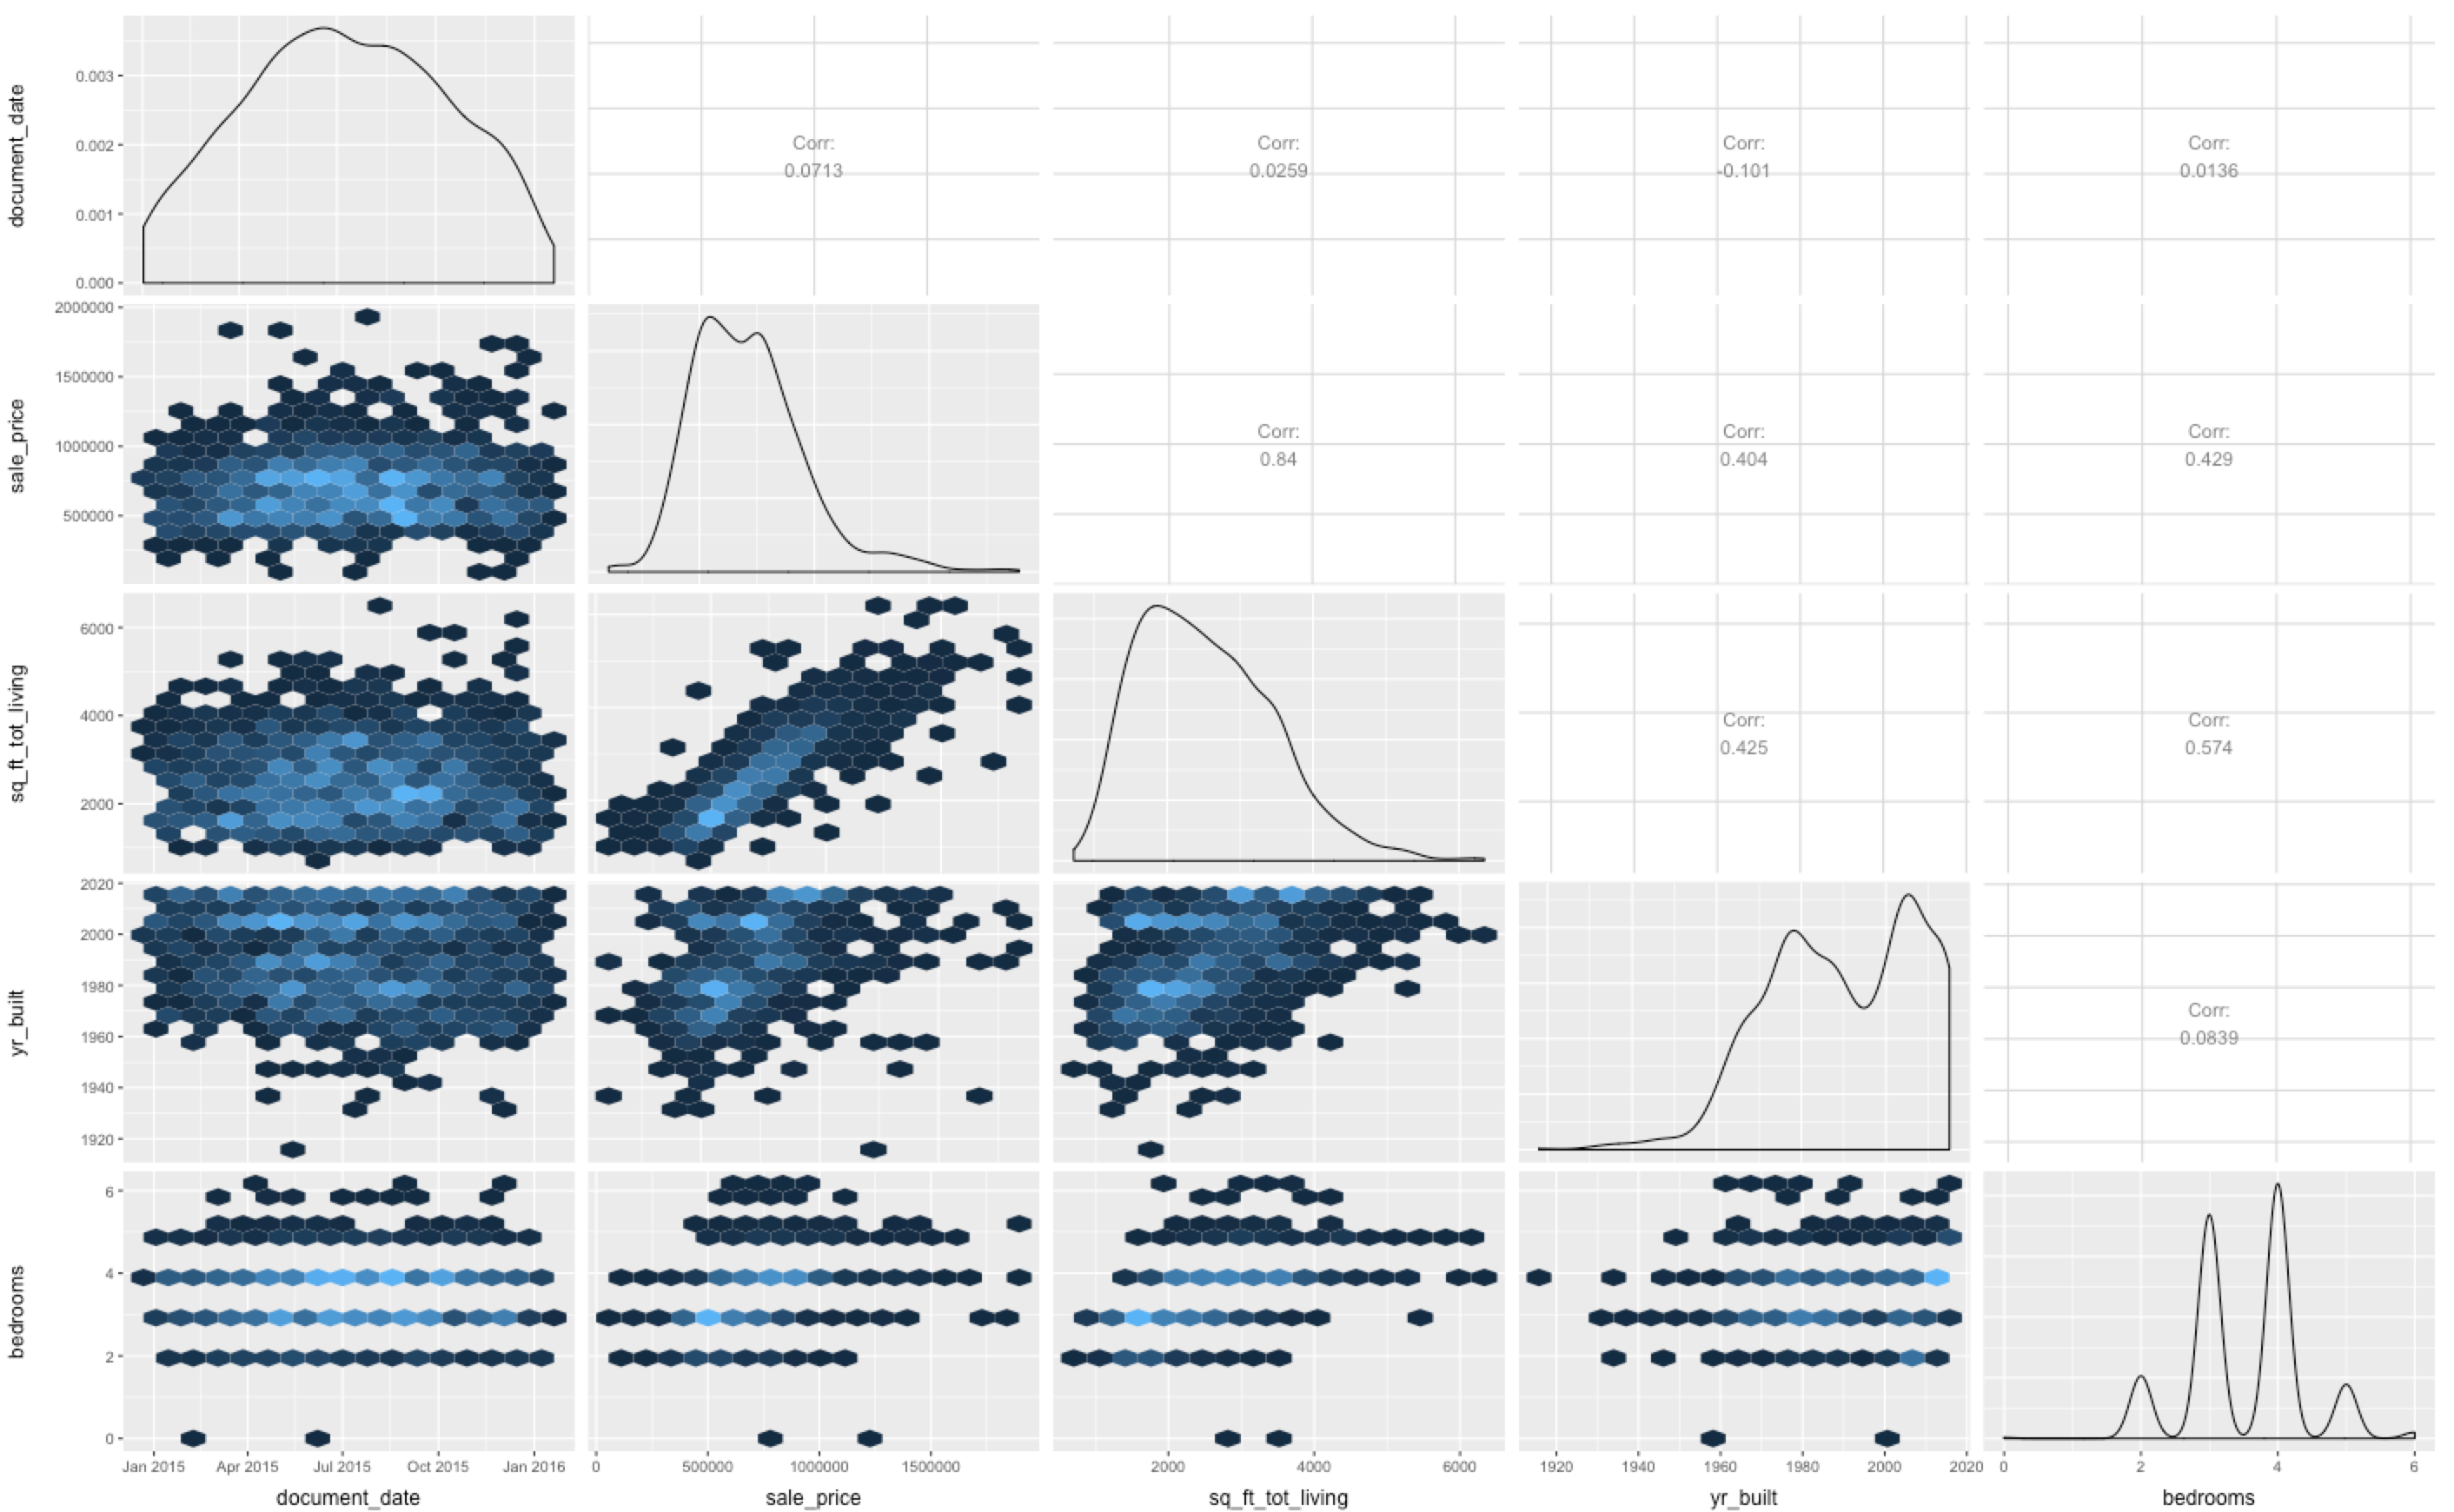 document_date
0.003
0.002
0.001
0.000
Corr:
0.0713
Corr:
0.0259
Corr:
-0.101
Corr:
0.0136
sale_price
2000000
1500000
1000000
500000
Corr:
0.84
Corr:
0.404
Corr:
0.429
sq_ft_tot_living
6000
4000
2000
Corr:
0.425
Corr:
0.574
yr_built
2020
2000
1980
1960
1940
1920
Corr:
0.0839
bedrooms
6
4
2
0
Jan 2015 Apr 2015 Jul 2015 Oct 2015 Jan 2016
0 500000 1000000 1500000
2000 4000 6000
1920 1940 1960 1980 2000 2020
0 2 4 6
document_date
sale_price
sq_ft_tot_living
yr_built
bedrooms